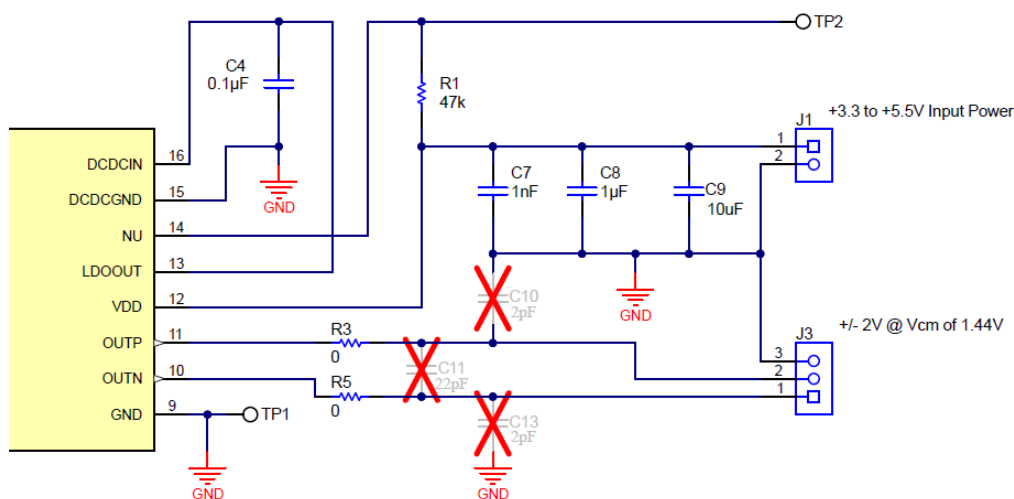 TP2
C4
0.1µF
R1
47k
+3.3 to +5.5V Input Power
J1
1
2
DCDCIN
16
C7
1nF
C8
1µF
C9
10uF
DCDCGND
15
GND
NU
14
LDOOUT
13
VDD
12
C10
2pF
GND
+/- 2V @ Vcm of 1.44V
OUTP
11
R3
0
J3
3
2
1
C11
22pF
OUTN
10
R5
0
GND
9
TP1
C13
2pF
GND
GND